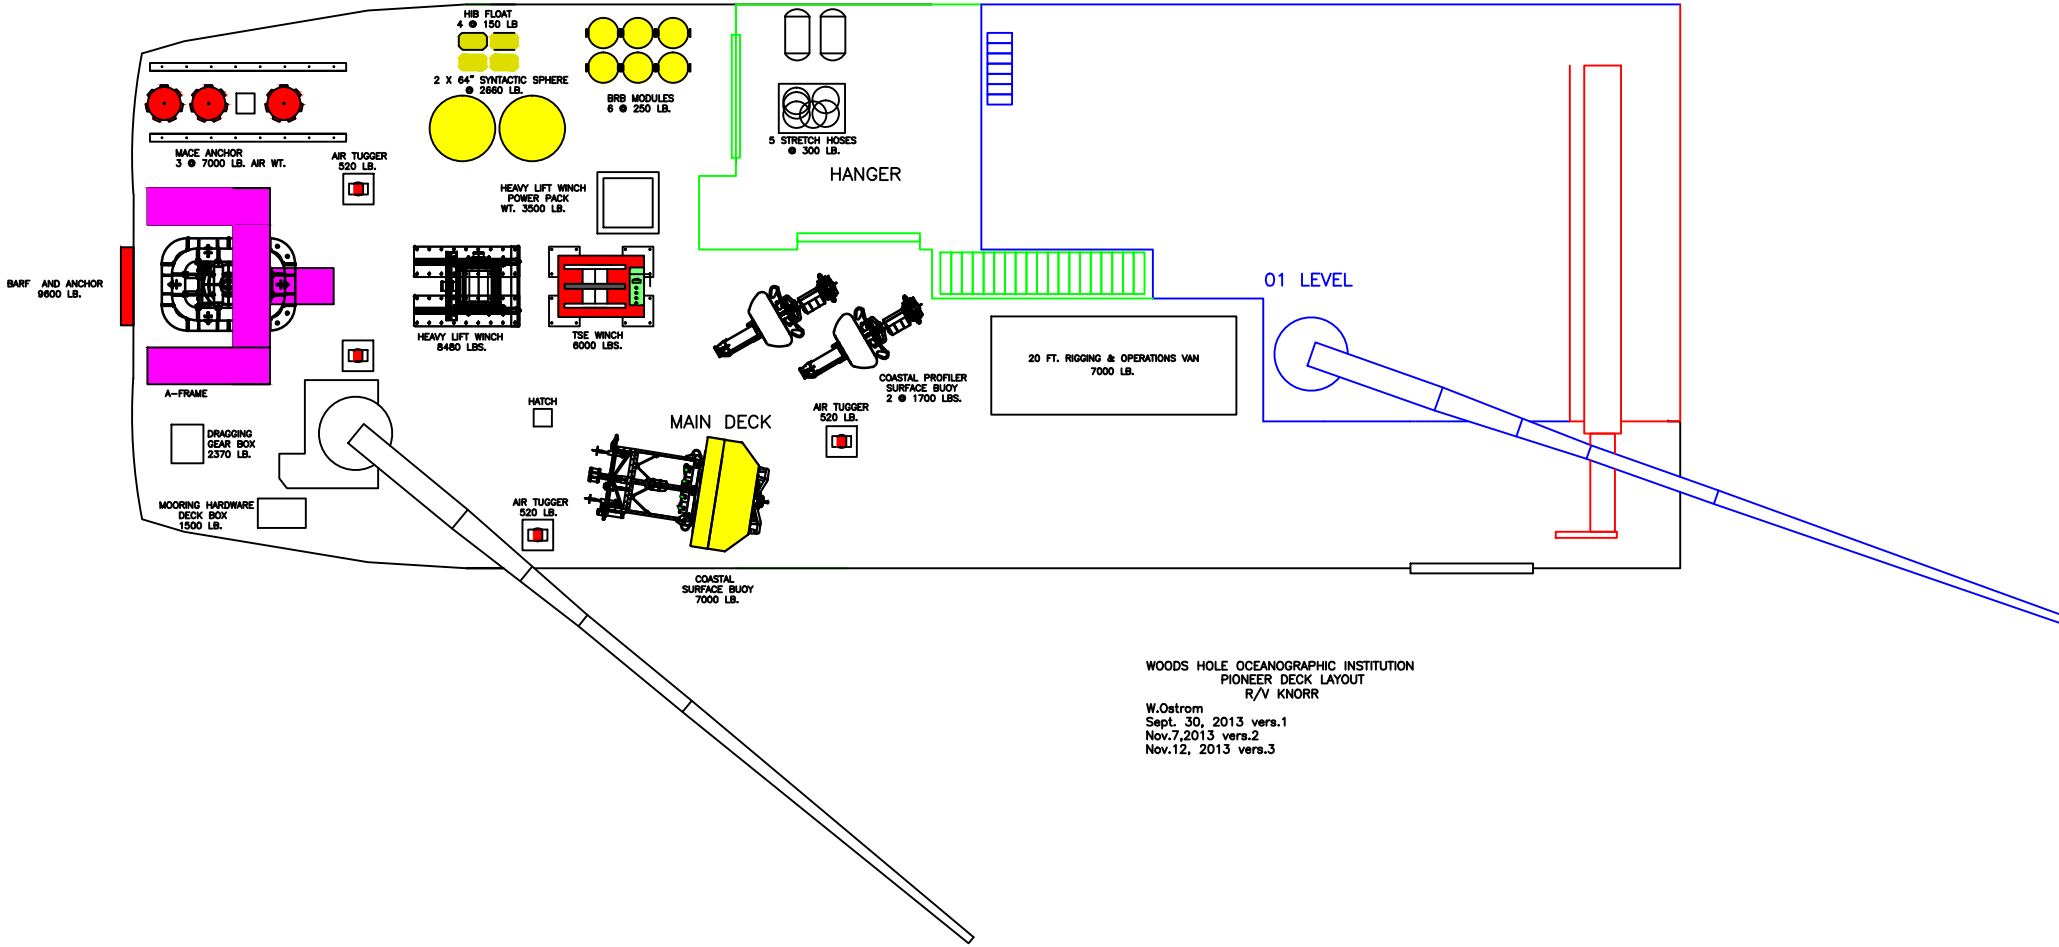 HIB FLOAT
4 @ 150 LB
2 X 64" SYNTACTIC SPHERE
@ 2660 LB.
BRB MODULES
6 @ 250 LB.
5 STRETCH HOSES
@ 300 LB.
HANGER
MACE ANCHOR
3 @ 7000 LB. AIR WT.
AIR TUGGER
520 LB.
HEAVY LIFT WINCH
POWER PACK
WT. 3500 LB.
BARF AND ANCHOR
9600 LB.
HEAVY LIFT WINCH
8480 LBS.
TSE WINCH
6000 LBS.
01 LEVEL
20 FT. RIGGING & OPERATIONS VAN
7000 LB.
COASTAL PROFILER
SURFACE BUOY
2 @ 1700 LBS.
A-FRAME
HATCH
MAIN DECK
AIR TUGGER
520 LB.
DRAGGING
GEAR BOX
2370 LB.
MOORING HARDWARE
DECK BOX
1500 LB.
AIR TUGGER
520 LB.
COASTAL
SURFACE BUOY
7000 LB.
WOODS HOLE OCEANOGRAPHIC INSTITUTION
PIONEER DECK LAYOUT
R/V KNORR
W.Ostrom
Sept. 30, 2013 vers.1
Nov.7,2013 vers.2
Nov.12, 2013 vers.3